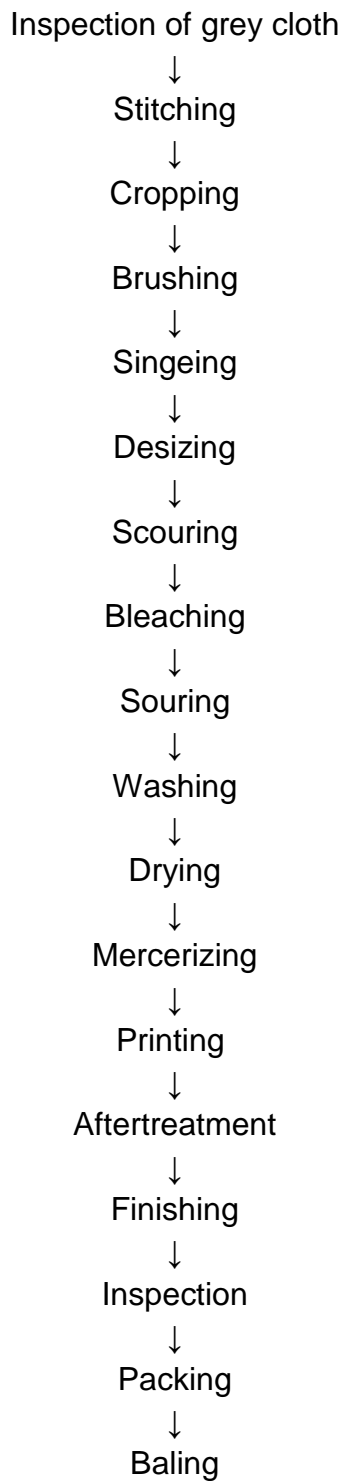 Inspection of grey cloth
↓
Stitching
↓
Cropping
↓
Brushing
↓
Singeing
↓
Desizing
↓
Scouring
↓
Bleaching
↓
Souring
↓
Washing
↓
Drying
↓
Mercerizing
↓
Printing
↓
Aftertreatment
↓
Finishing
↓
Inspection
↓
Packing
↓
Baling